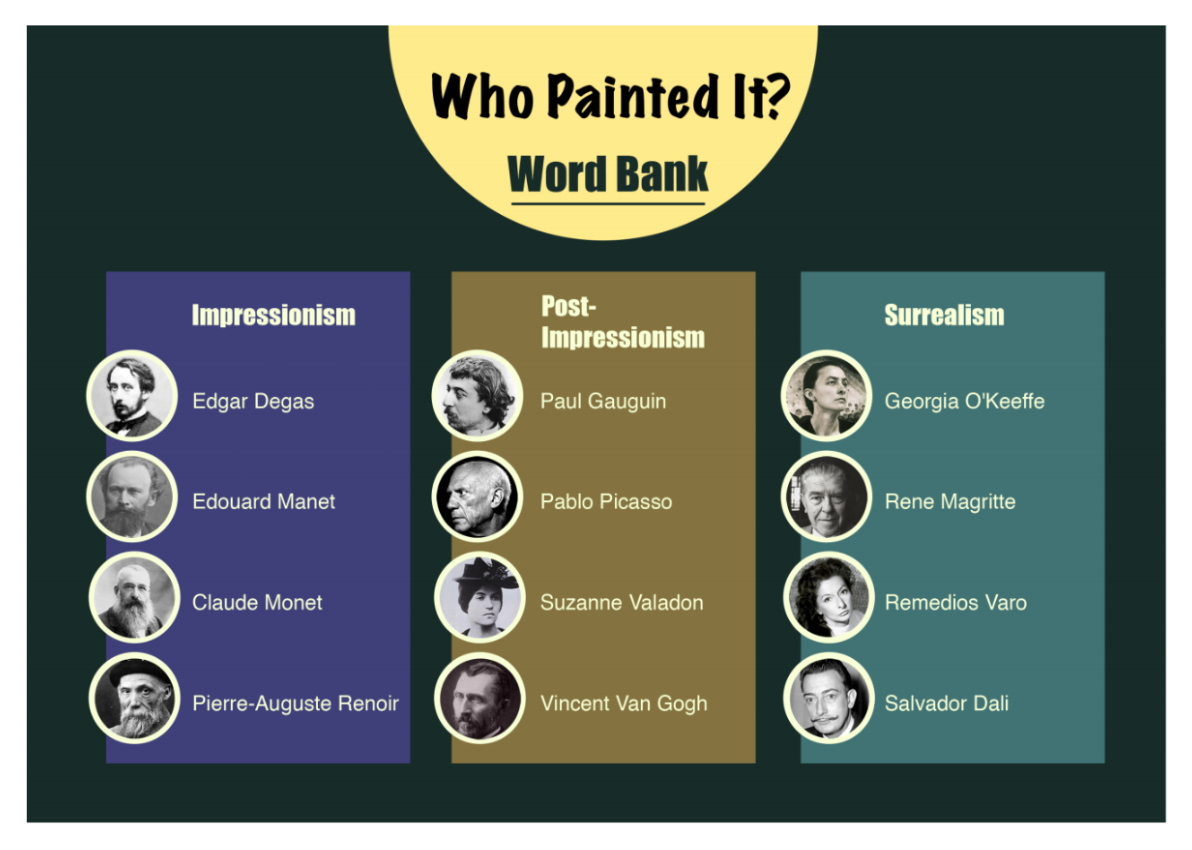 Who Painted It?
Word Bank
Impressionism
Edgar Degas
Edouard Manet
Claude Monet
Pierre-Auguste Renoir
Post-
Impressionism
Paul Gauguin
Pablo Picasso
Suzanne Valadon
Vincent Van Gogh
Surrealism
Georgia O'Keeffe
Rene Magritte
Remedios Varo
Salvador Dali